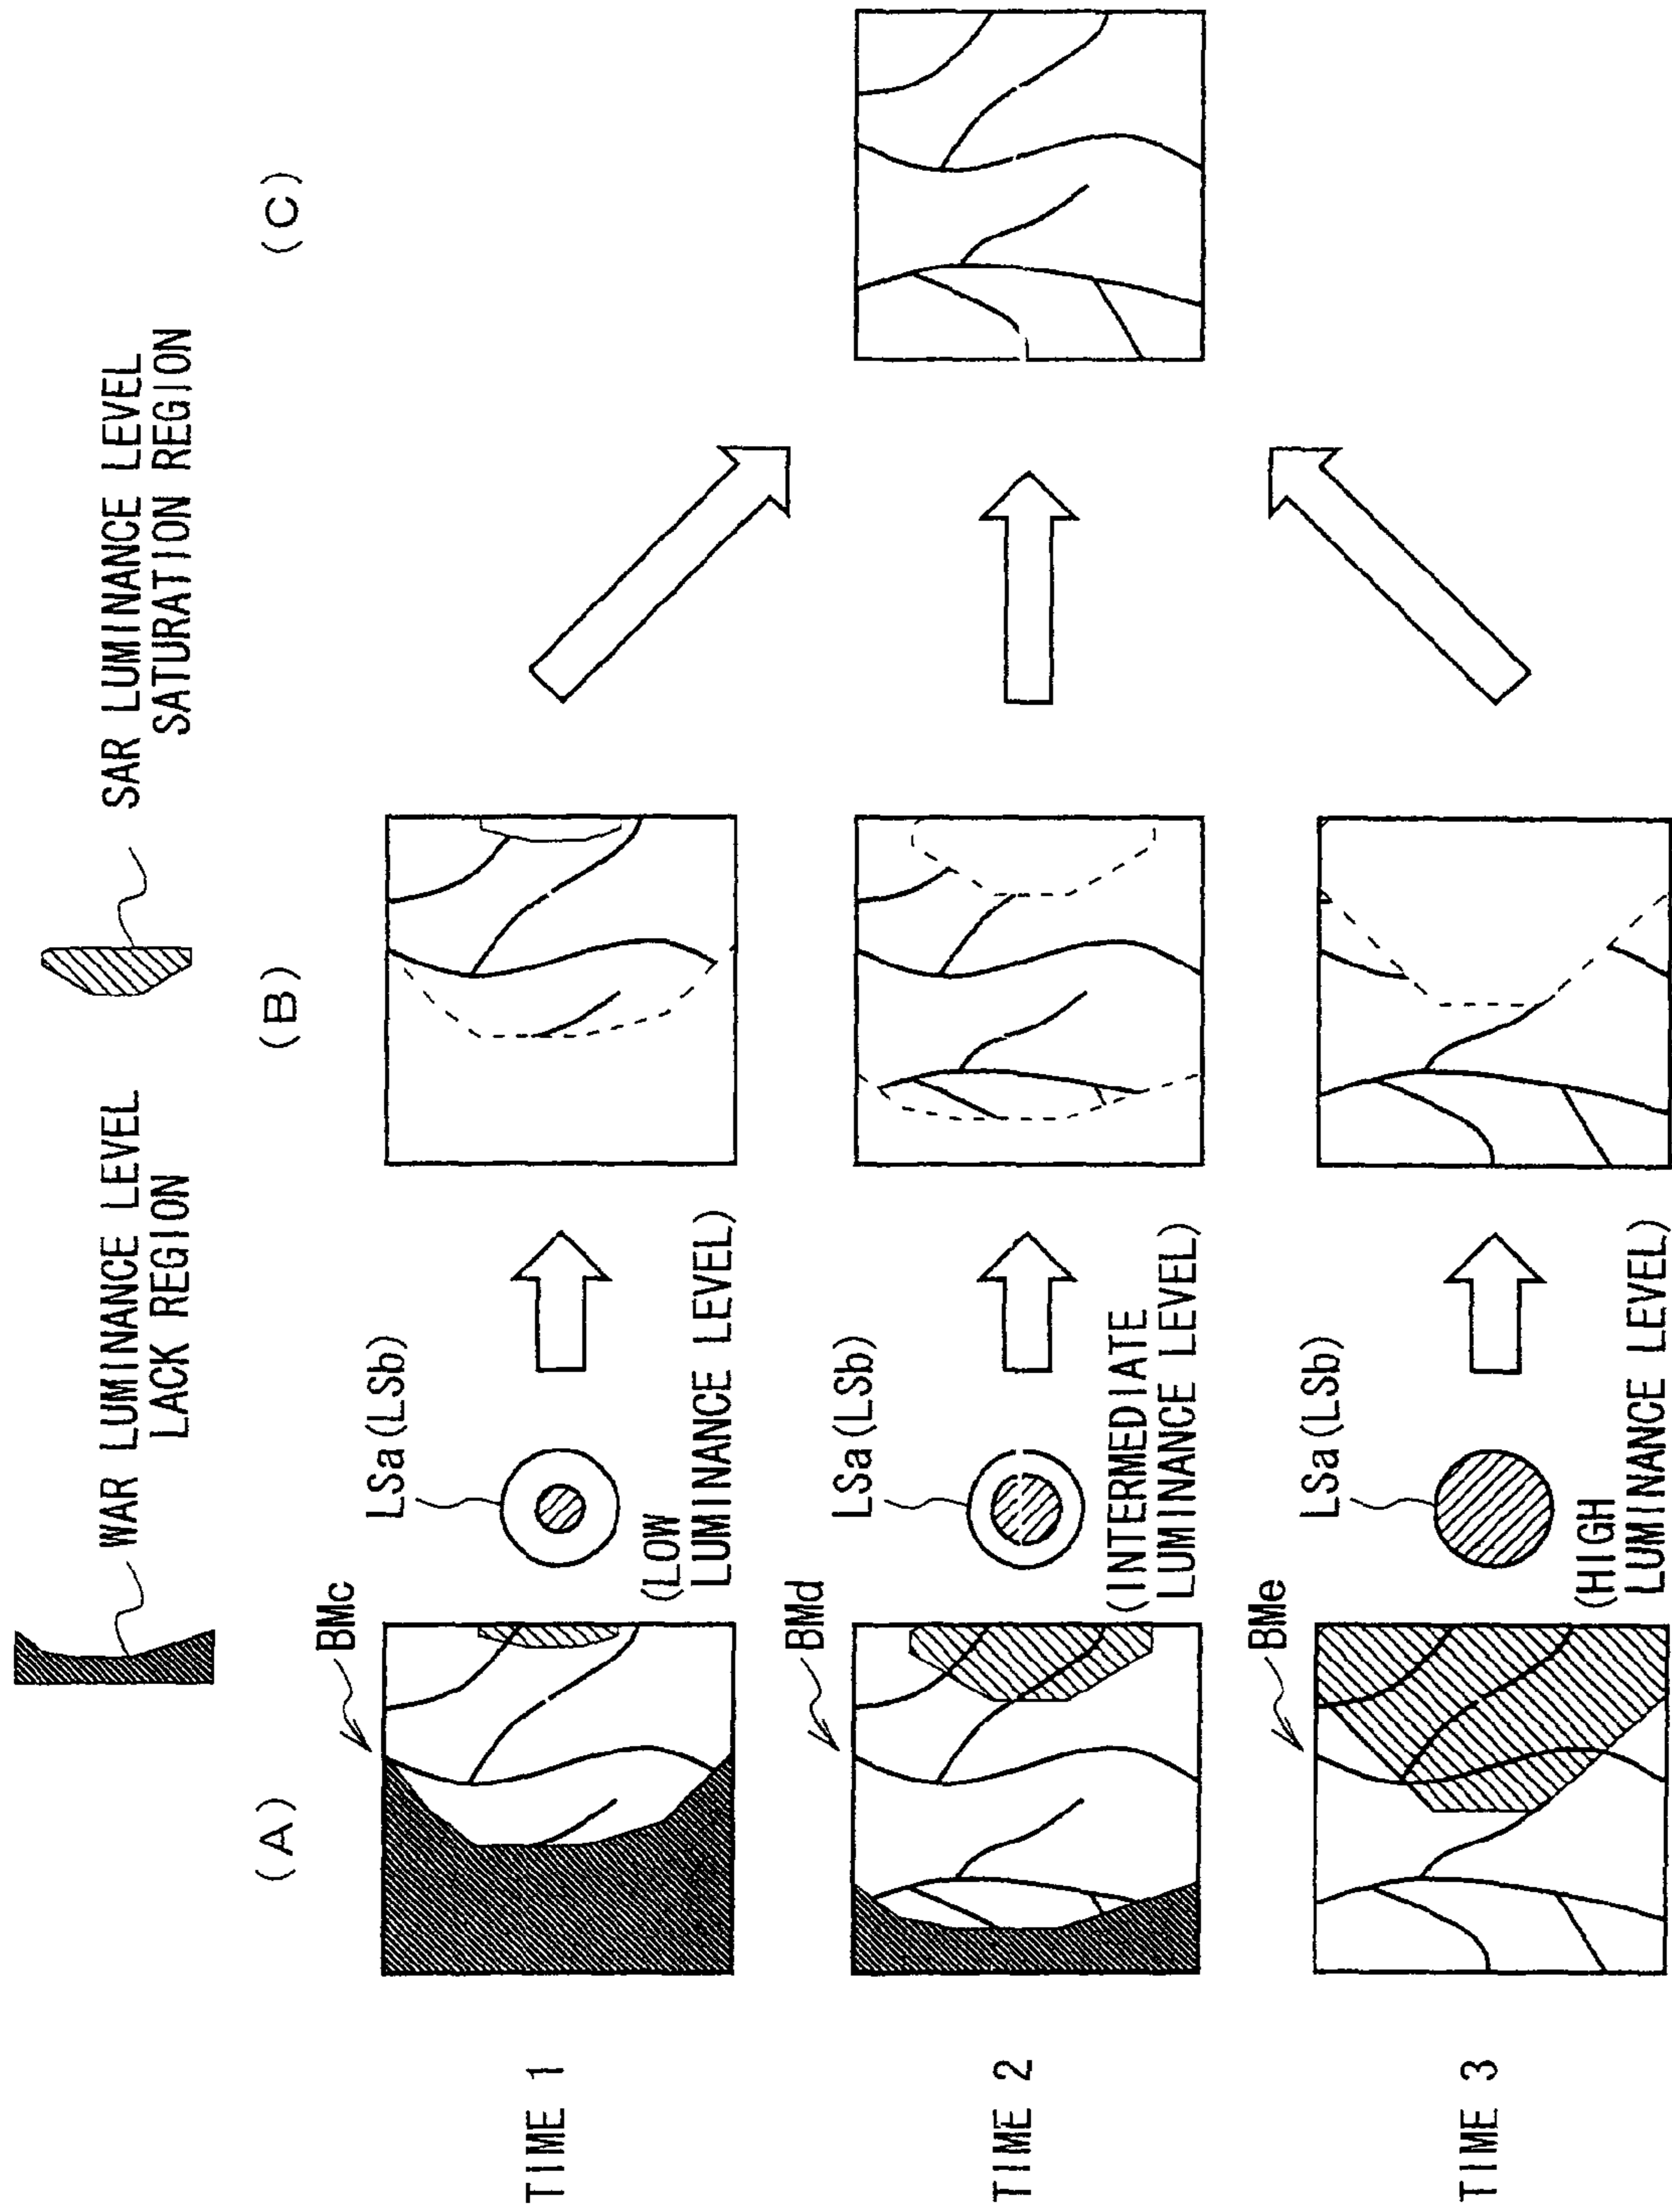 WAR LUMINANCE LEVEL
LACK REGION
SAR LUMINANCE LEVEL
SATURATION REGION
(A)
(B)
(C)
TIME 1
BMc
LSa(LSb)
(LOW
LUMINANCE LEVEL)
TIME 2
BMd
LSa(LSb)
(INTERMEDIATE
LUMINANCE LEVEL)
TIME 3
BMe
LSa(LSb)
(HIGH
LUMINANCE LEVEL)